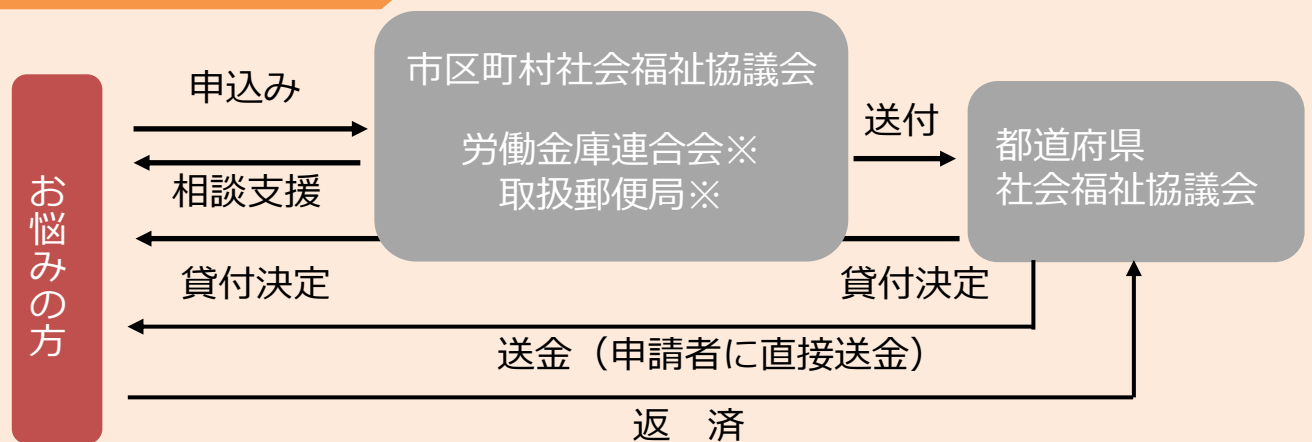 お悩みの方
申込み
相談支援
市区町村社会福祉協議会
労働金庫連合会※
取扱郵便局※
送付
都道府県
社会福祉協議会
貸付決定
貸付決定
送金（申請者に直接送金）
返　済